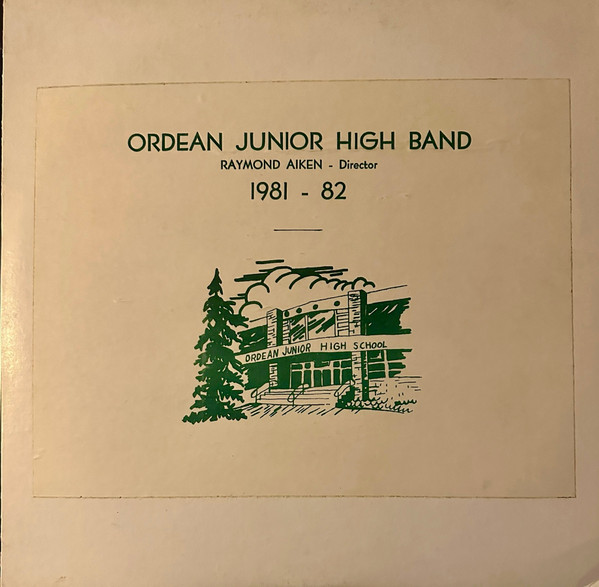 ORDEAN JUNIOR HIGH BAND
RAYMOND AIKEN - Director
1981 - 82
ORDEAN JUNIOR HIGH SCHOOL